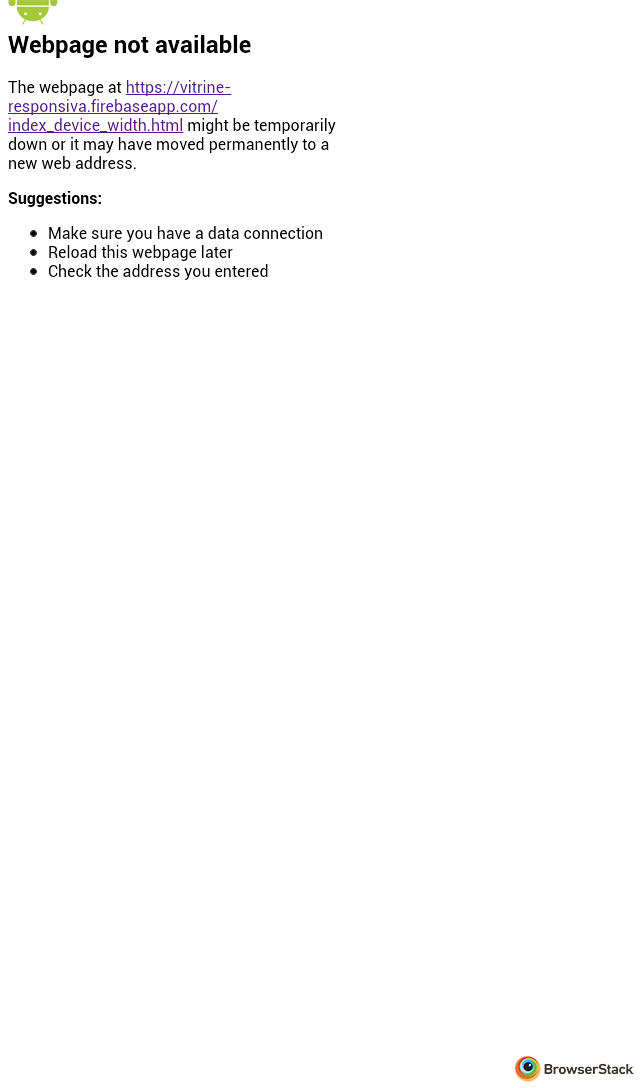 Webpage not available
The webpage at https://vitrine-
responsiva.firebaseapp.com/
index_device_width.html might be temporarily
down or it may have moved permanently to a
new web address.
Suggestions:
Make sure you have a data connection
Reload this webpage later
Check the address you entered
BrowserStack